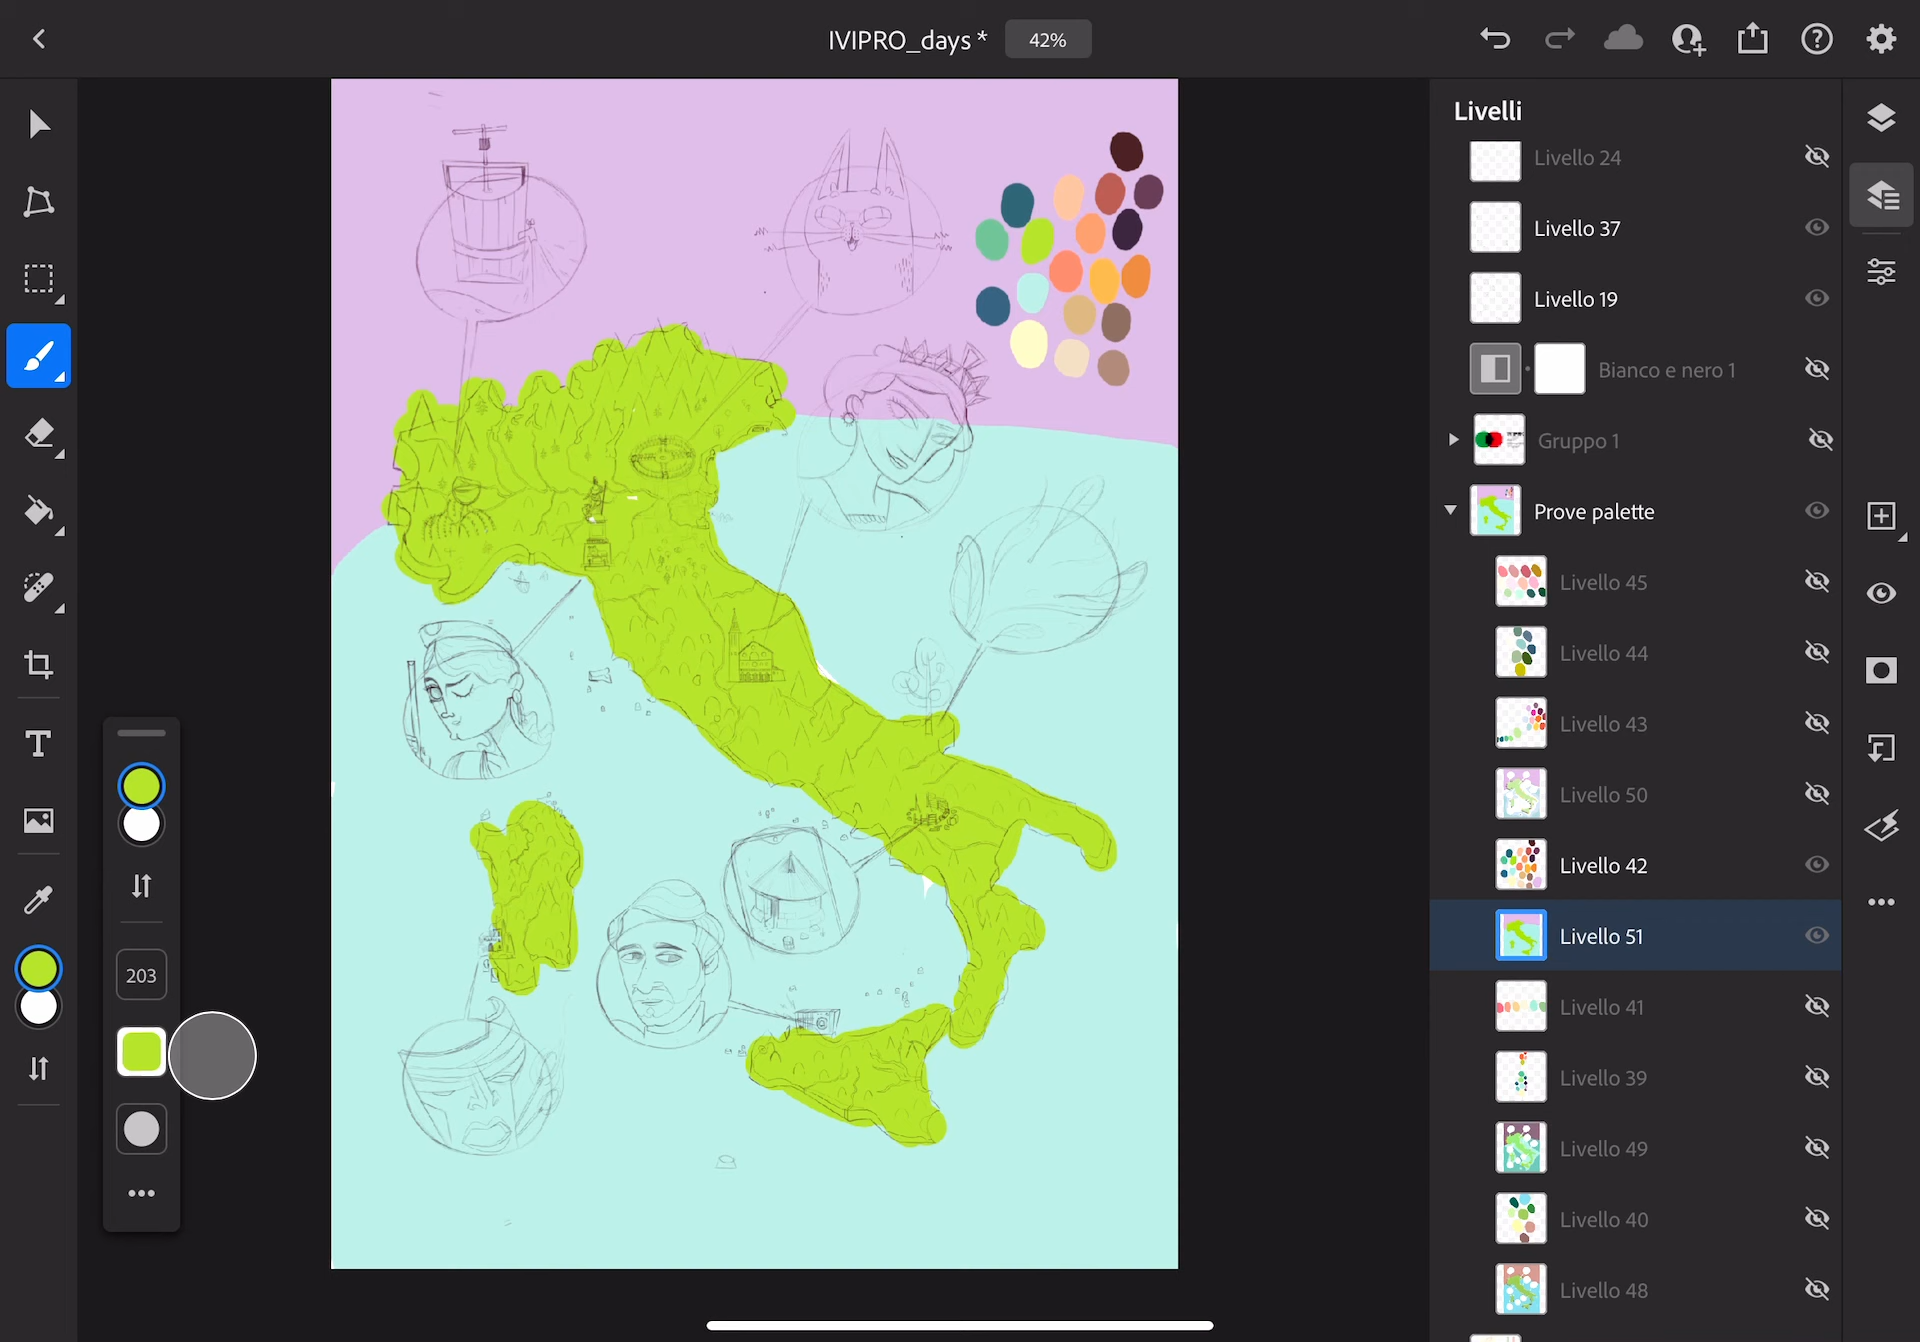 IVIPRO_days *
42%
Livelli
Livello 24
Livello 37
Livello 19
Bianco e nero 1
Gruppo 1
Prove palette
Livello 45
Livello 44
Livello 43
Livello 50
Livello 42
Livello 51
Livello 41
Livello 39
Livello 49
Livello 40
Livello 48
T
203